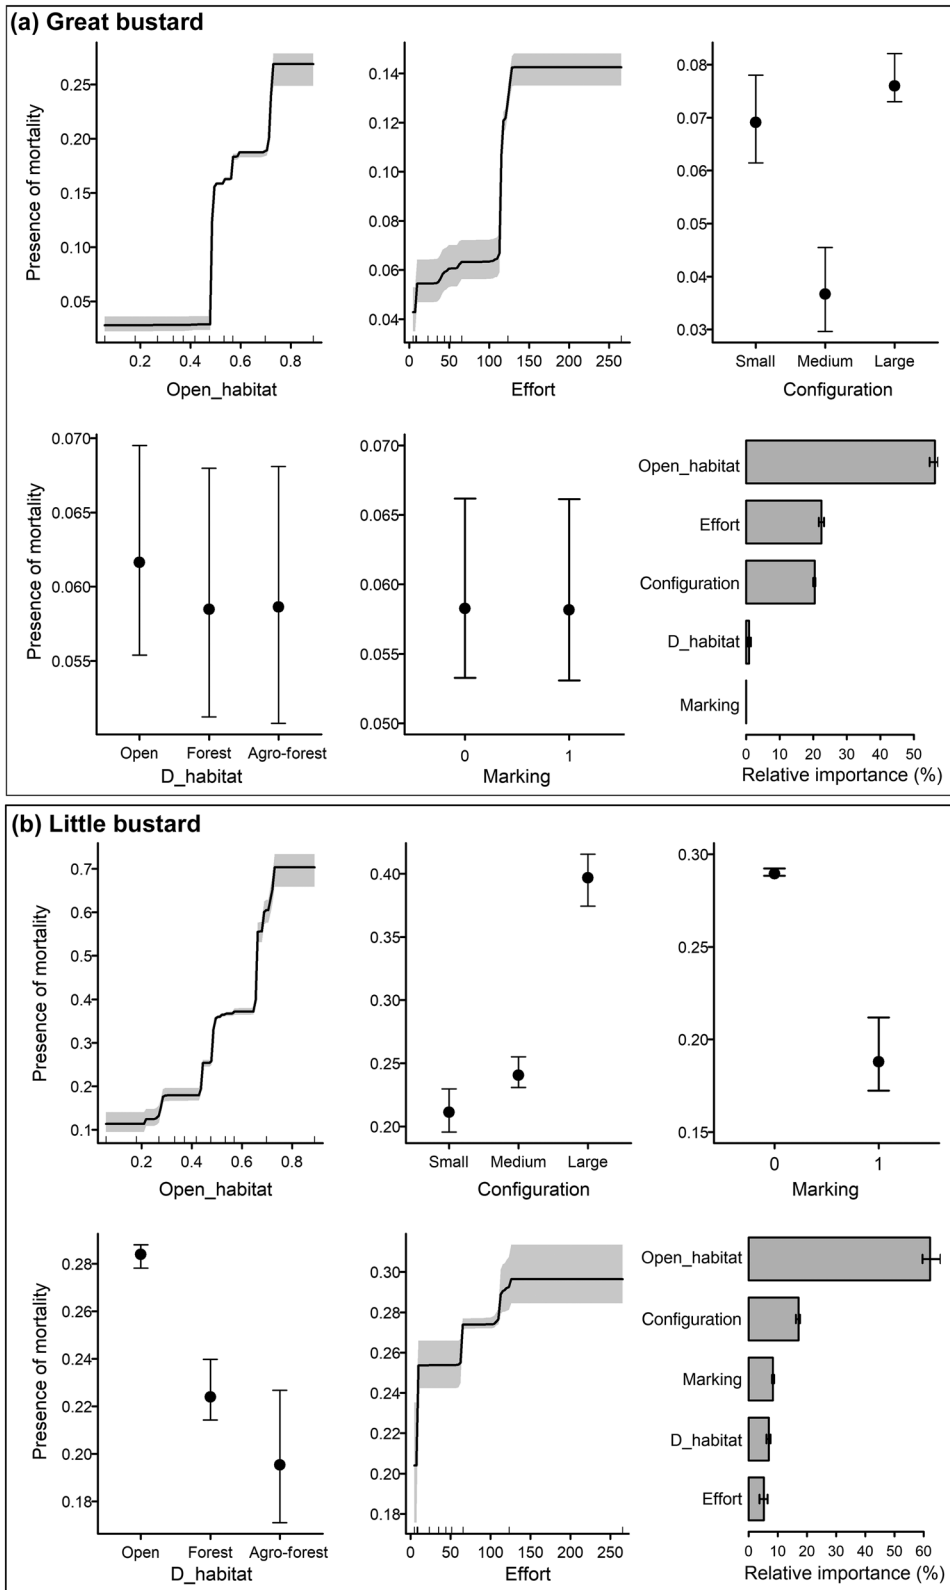 (a) Great bustard
Presence of mortality
0.25
0.20
0.15
0.10
0.05
0.2 0.4 0.6 0.8
Open_habitat
0.14
0.12
0.10
0.08
0.06
0.04
0 50 100 150 200 250
Effort
0.08
0.07
0.06
0.05
0.04
0.03
Small Medium Large
Configuration
Presence of mortality
0.070
0.065
0.060
0.055
Open Forest Agro-forest
D_habitat
0.070
0.065
0.060
0.055
0.050
0 1
Marking
Open_habitat
Effort
Configuration
D_habitat
Marking
0 10 20 30 40 50
Relative importance (%)
(b) Little bustard
Presence of mortality
0.7
0.6
0.5
0.4
0.3
0.2
0.1
0.2 0.4 0.6 0.8
Open_habitat
0.40
0.35
0.30
0.25
0.20
Small Medium Large
Configuration
0.30
0.25
0.20
0.15
0 1
Marking
Presence of mortality
0.28
0.26
0.24
0.22
0.20
0.18
Open Forest Agro-forest
D_habitat
0.30
0.28
0.26
0.24
0.22
0.20
0.18
0 50 100 150 200 250
Effort
Open_habitat
Configuration
Marking
D_habitat
Effort
0 10 20 30 40 50 60
Relative importance (%)